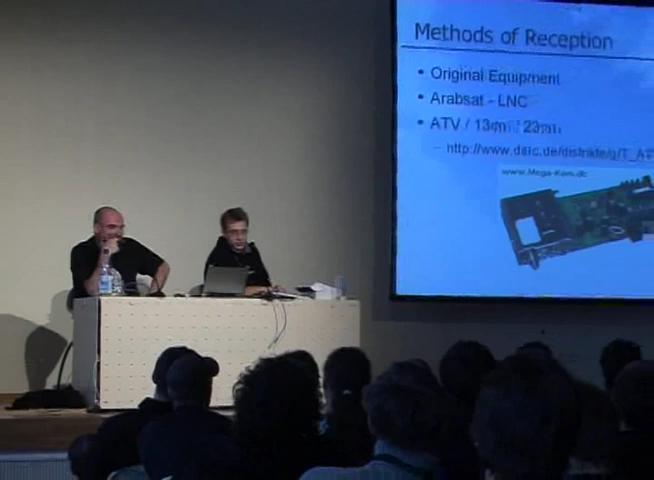 Methods of Reception
• Original Equipment
• Arabsat - LNC
• ATV / 13cm / 23cm
www.Mega-Kom.de